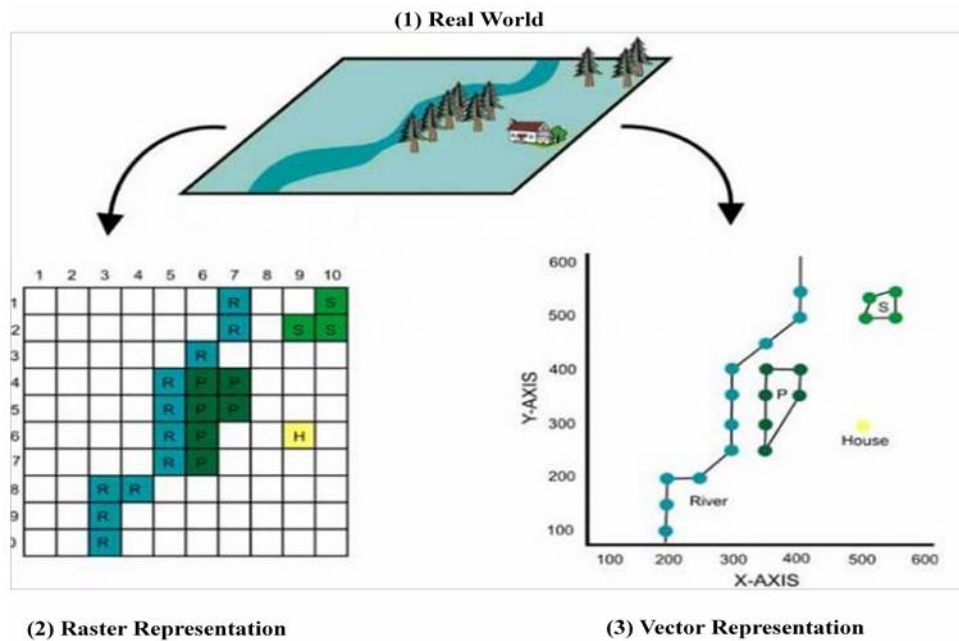 (1) Real World
1 2 3 4 5 6 7 8 9 10
1 R S
2 R S S
3 R
4 R P P
5 R P P
6 R P H
7 R P
8 R R
9 R
0 R
Y-AXIS
600
500
400
300
200
100
S
P
House
River
100 200 300 400 500 600
X-AXIS
(2) Raster Representation
(3) Vector Representation